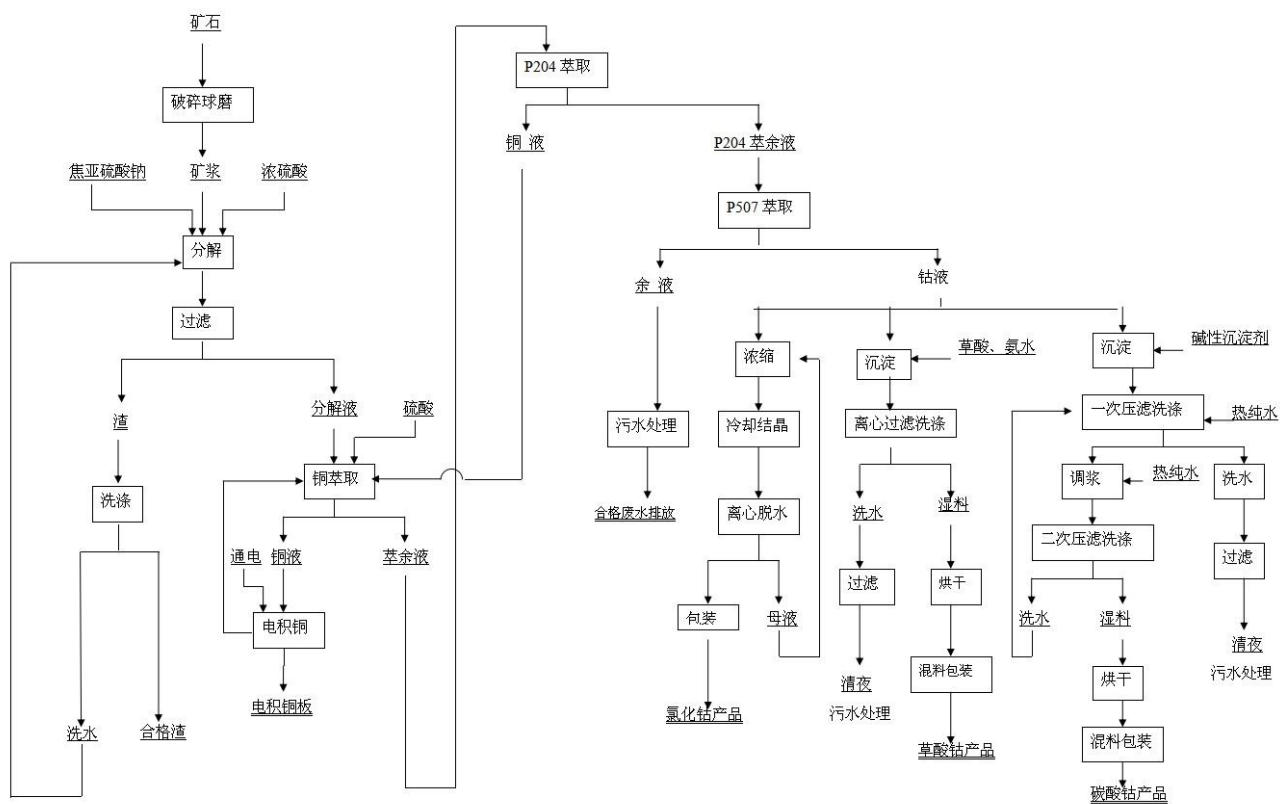 矿石
破碎球磨
焦亚硫酸钠
矿浆
浓硫酸
分解
过滤
渣
分解液
硫酸
洗涤
铜萃取
通电
铜液
萃余液
电积铜
电积铜板
洗水
合格渣
P204 萃取
铜 液
P204 萃余液
P507 萃取
余 液
钴液
污水处理
合格废水排放
浓缩
冷却结晶
离心脱水
包装
母液
氯化钴产品
沉淀
草酸、氨水
离心过滤洗涤
洗水
湿料
过滤
烘干
清夜
污水处理
混料包装
草酸钴产品
沉淀
碱性沉淀剂
一次压滤洗涤
热纯水
调浆
热纯水
洗水
二次压滤洗涤
过滤
洗水
湿料
清夜
污水处理
烘干
混料包装
碳酸钴产品